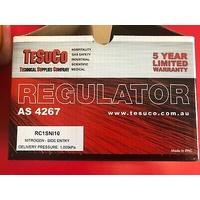 TESUCO
TECHNICAL SUPPLIES COMPANY
HOSPITALITY
GAS SAFETY
INDUSTRIAL
SCIENTIFIC
MEDICAL
5 YEAR
LIMITED
WARRANTY
REGULATOR
AS 4267
www.tesuco.com.au
RC1SNI10
NITROGEN - SIDE ENTRY
DELIVERY PRESSURE: 1,000kPa
Made in PRC